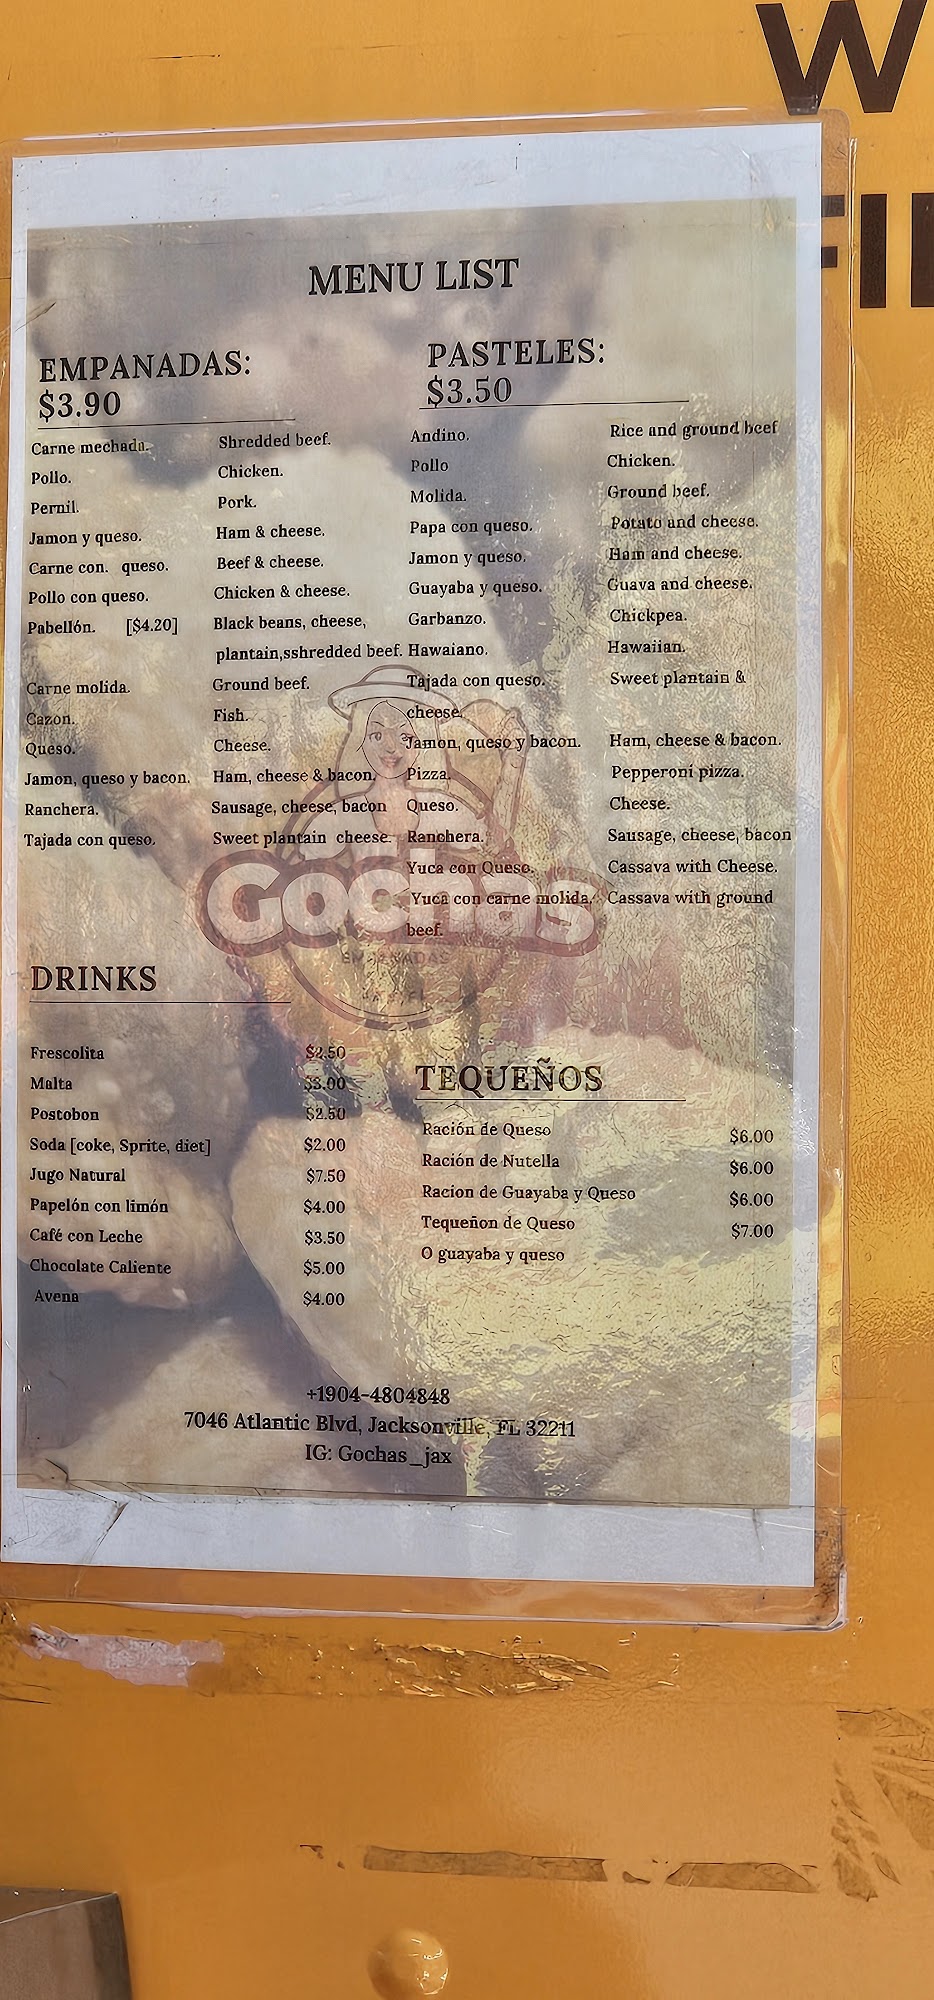 W
FI
MENU LIST
EMPANADAS:
$3.90
Carne mechada. Shredded beef.
Pollo. Chicken.
Pernil. Pork.
Jamon y queso. Ham & cheese.
Carne con. queso. Beef & cheese.
Pollo con queso. Chicken & cheese.
Pabellón. [$4.20] Black beans, cheese,
plantain,sshredded beef.
Carne molida. Ground beef.
Cazon. Fish.
Queso. Cheese.
Jamon, queso y bacon. Ham, cheese & bacon.
Ranchera. Sausage, cheese, bacon
Tajada con queso. Sweet plantain cheese.
PASTELES:
$3.50
Andino. Rice and ground beef
Pollo Chicken.
Molida. Ground beef.
Papa con queso. Potato and cheese.
Jamon y queso. Ham and cheese.
Guayaba y queso. Guava and cheese.
Garbanzo. Chickpea.
Hawaiano. Hawaiian.
Tajada con queso. Sweet plantain &
cheese.
Jamon, queso y bacon. Ham, cheese & bacon.
Pizza. Pepperoni pizza.
Queso. Cheese.
Ranchera. Sausage, cheese, bacon
Yuca con Queso. Cassava with Cheese.
Yuca con carne molida. Cassava with ground
beef.
Gochas
EMPANADAS
DRINKS
Frescolita $2.50
Malta $3.00
Postobon $2.50
Soda [coke, Sprite, diet] $2.00
Jugo Natural $7.50
Papelón con limón $4.00
Café con Leche $3.50
Chocolate Caliente $5.00
Avena $4.00
TEQUEÑOS
Ración de Queso $6.00
Ración de Nutella $6.00
Racion de Guayaba y Queso $6.00
Tequeñon de Queso $7.00
O guayaba y queso
+1904-4804848
7046 Atlantic Blvd, Jacksonville, FL 32211
IG: Gochas_jax